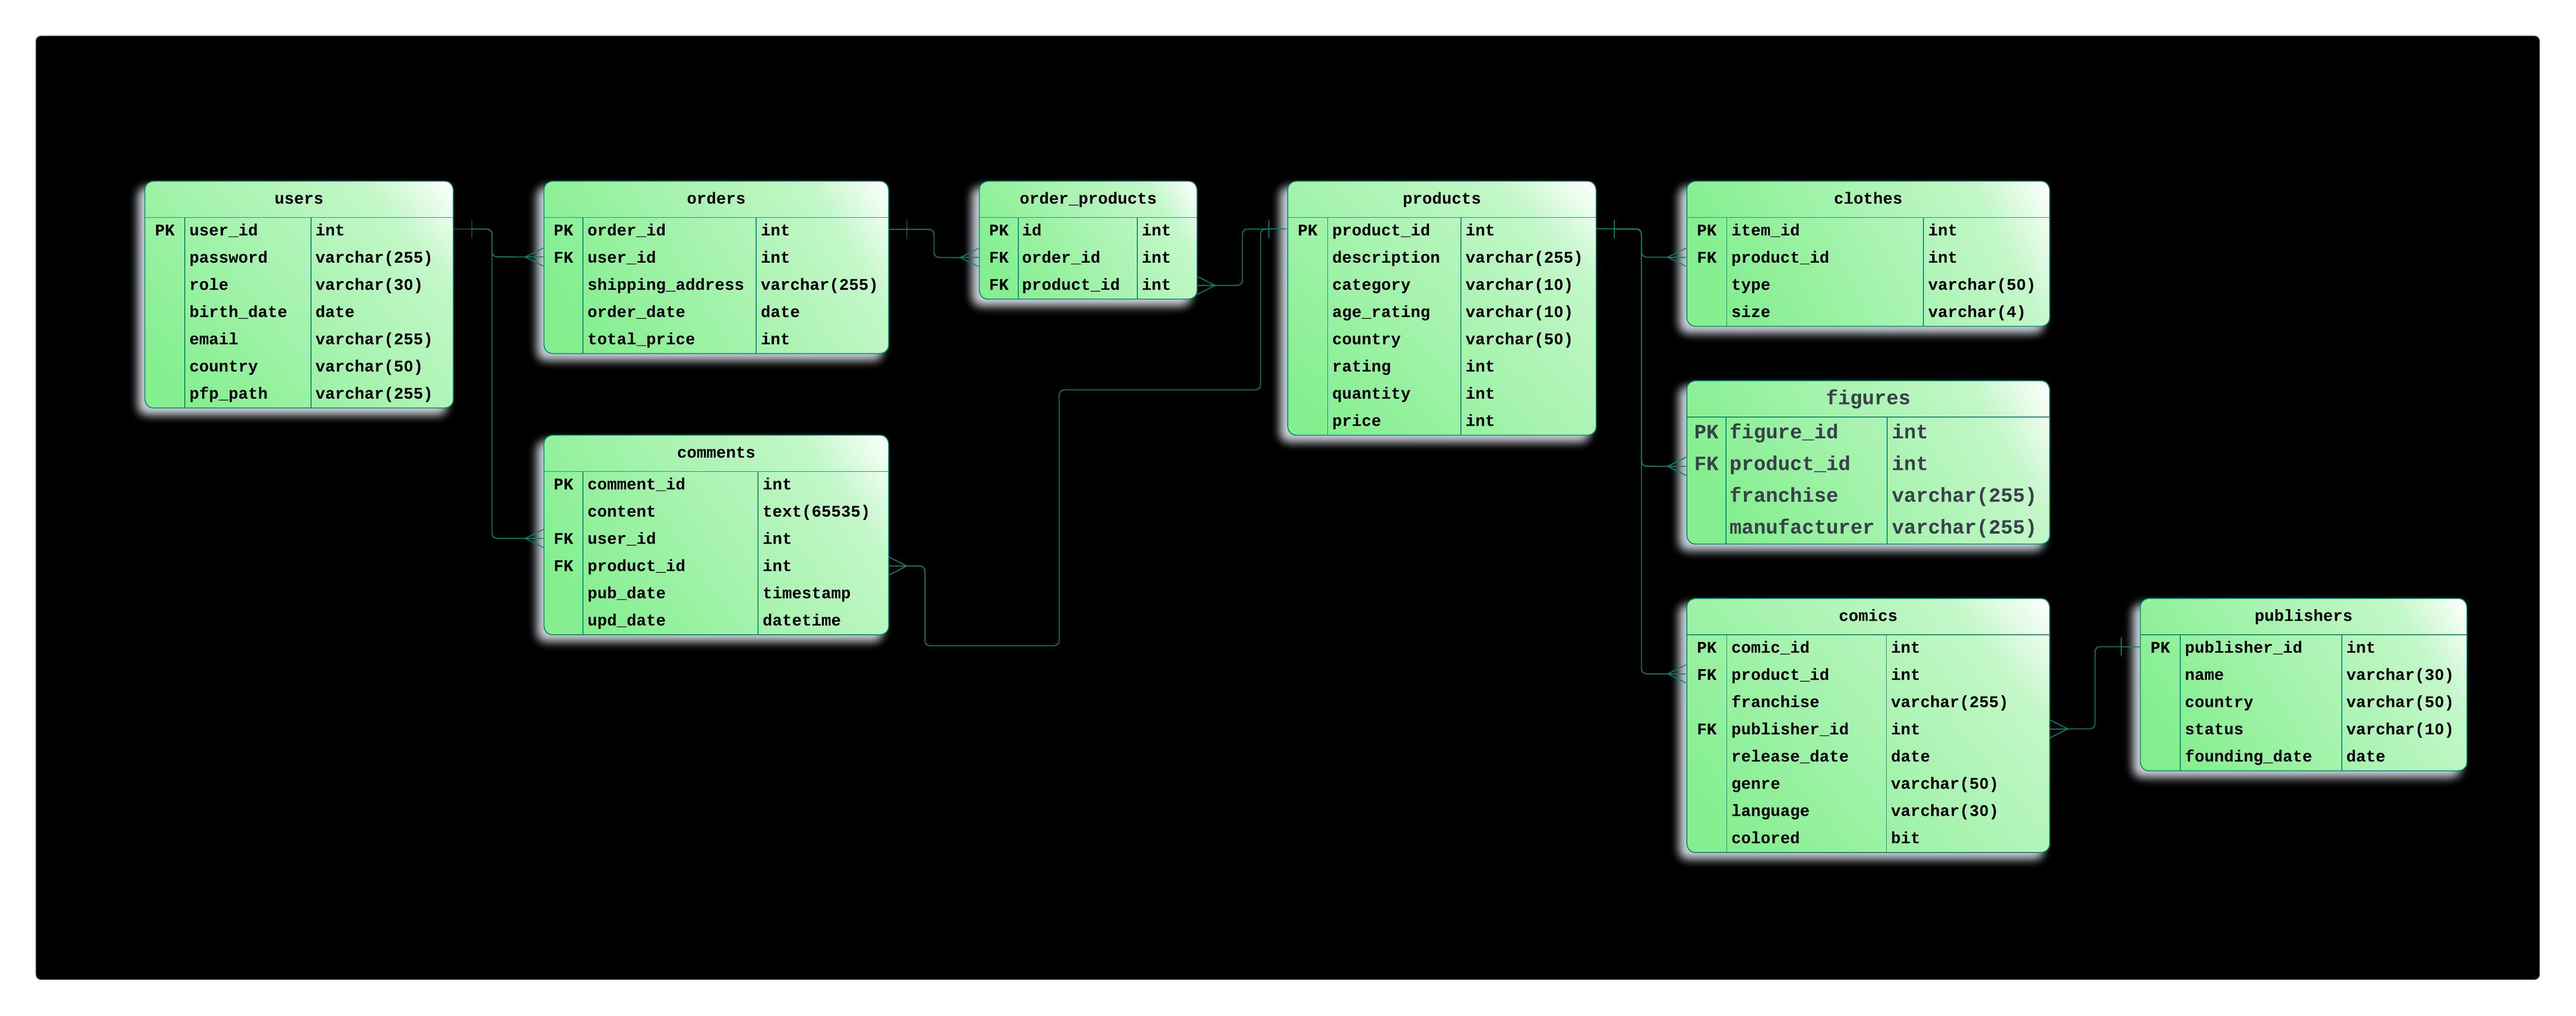 users
PK user_id int
password varchar(255)
role varchar(30)
birth_date date
email varchar(255)
country varchar(50)
pfp_path varchar(255)
orders
PK order_id int
FK user_id int
shipping_address varchar(255)
order_date date
total_price int
order_products
PK id int
FK order_id int
FK product_id int
products
PK product_id int
description varchar(255)
category varchar(10)
age_rating varchar(10)
country varchar(50)
rating int
quantity int
price int
clothes
PK item_id int
FK product_id int
type varchar(50)
size varchar(4)
figures
PK figure_id int
FK product_id int
franchise varchar(255)
manufacturer varchar(255)
comments
PK comment_id int
content text(65535)
FK user_id int
FK product_id int
pub_date timestamp
upd_date datetime
comics
PK comic_id int
FK product_id int
franchise varchar(255)
FK publisher_id int
release_date date
genre varchar(50)
language varchar(30)
colored bit
publishers
PK publisher_id int
name varchar(30)
country varchar(50)
status varchar(10)
founding_date date